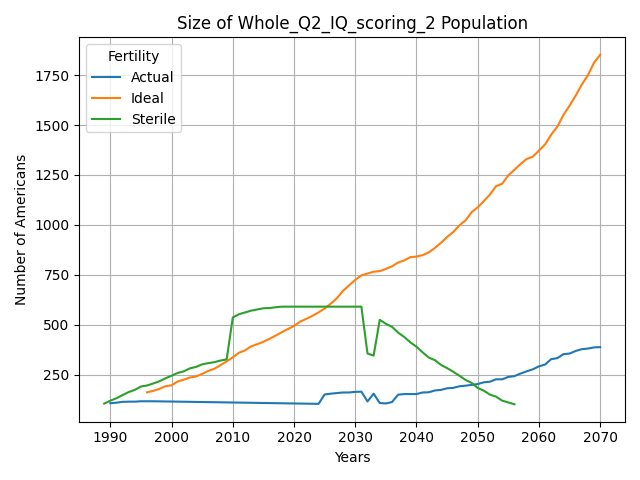 Size of Whole_Q2_IQ_scoring_2 Population
Fertility
Actual
Ideal
Sterile
Number of Americans
1750
1500
1250
1000
750
500
250
1990 2000 2010 2020 2030 2040 2050 2060 2070
Years